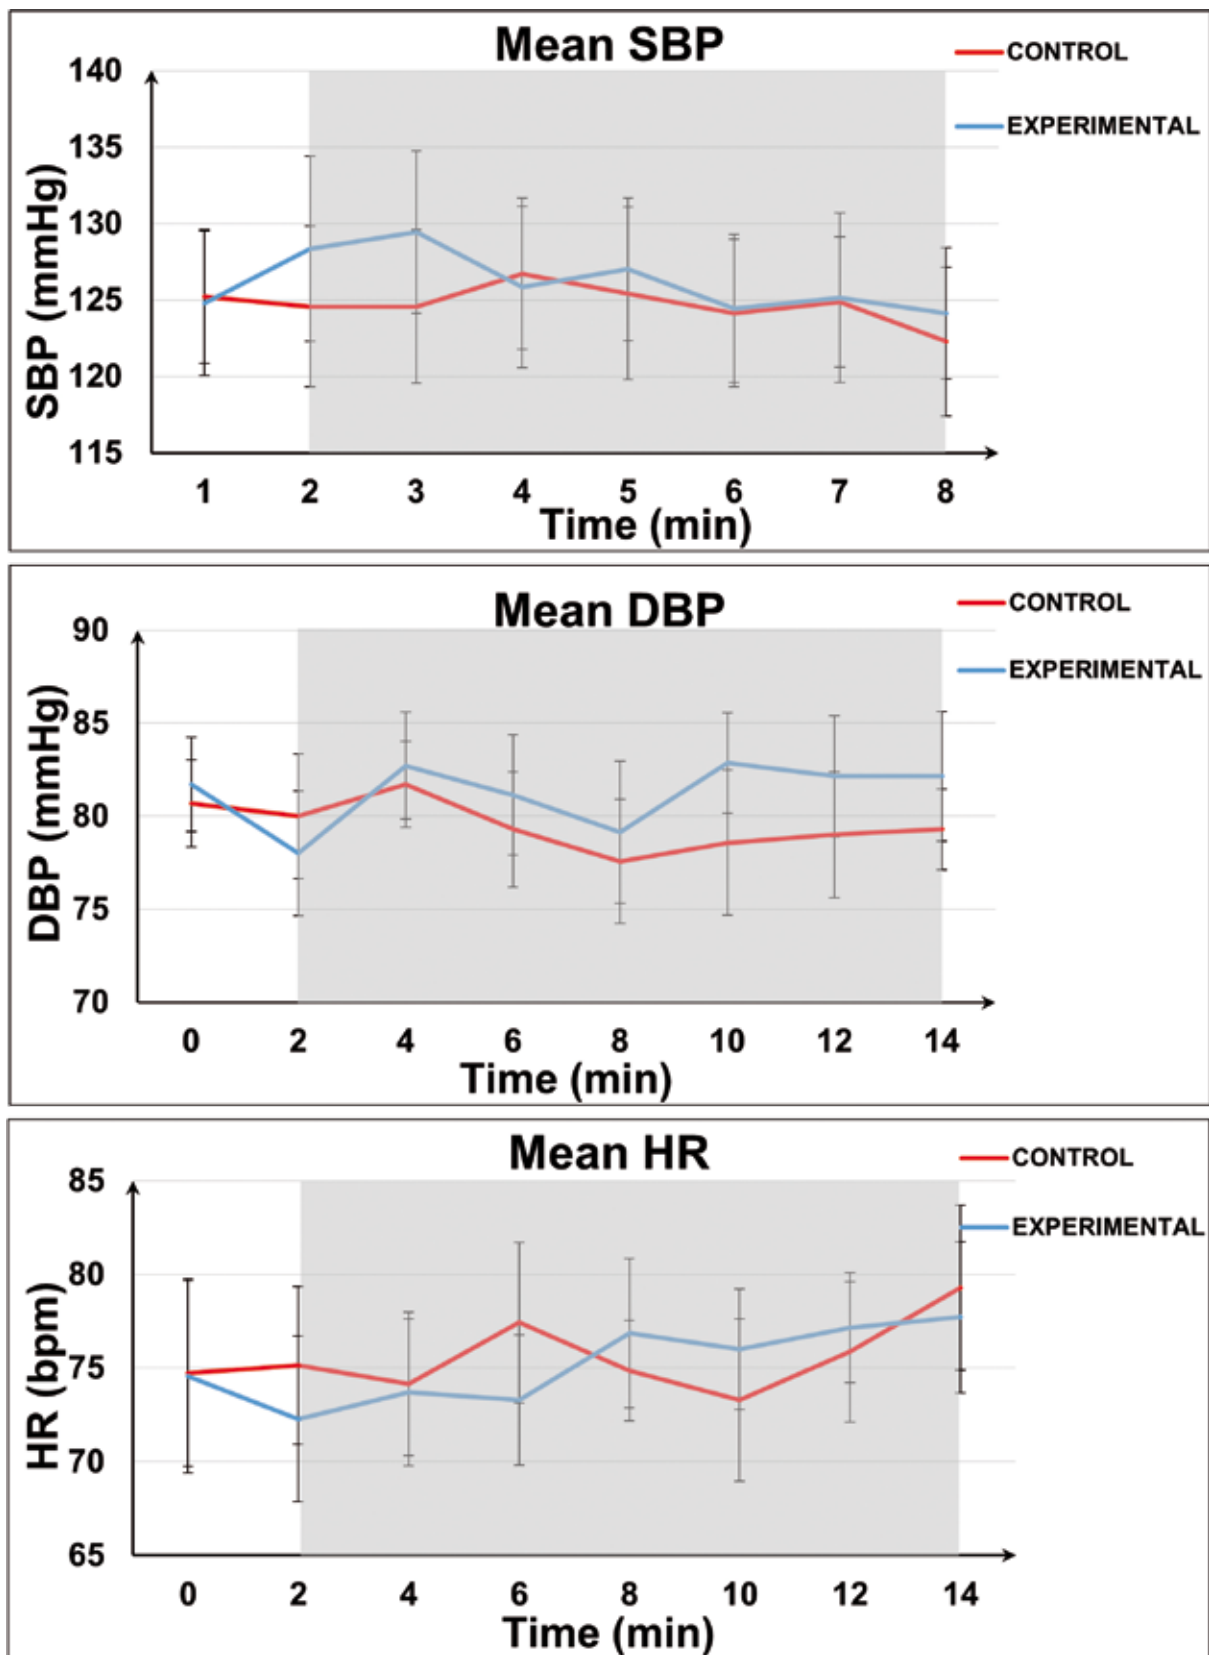 Mean SBP
CONTROL
EXPERIMENTAL
SBP (mmHg)
140
135
130
125
120
115
1 2 3 4 5 6 7 8
Time (min)
Mean DBP
CONTROL
EXPERIMENTAL
DBP (mmHg)
90
85
80
75
70
0 2 4 6 8 10 12 14
Time (min)
Mean HR
CONTROL
EXPERIMENTAL
HR (bpm)
85
80
75
70
65
0 2 4 6 8 10 12 14
Time (min)